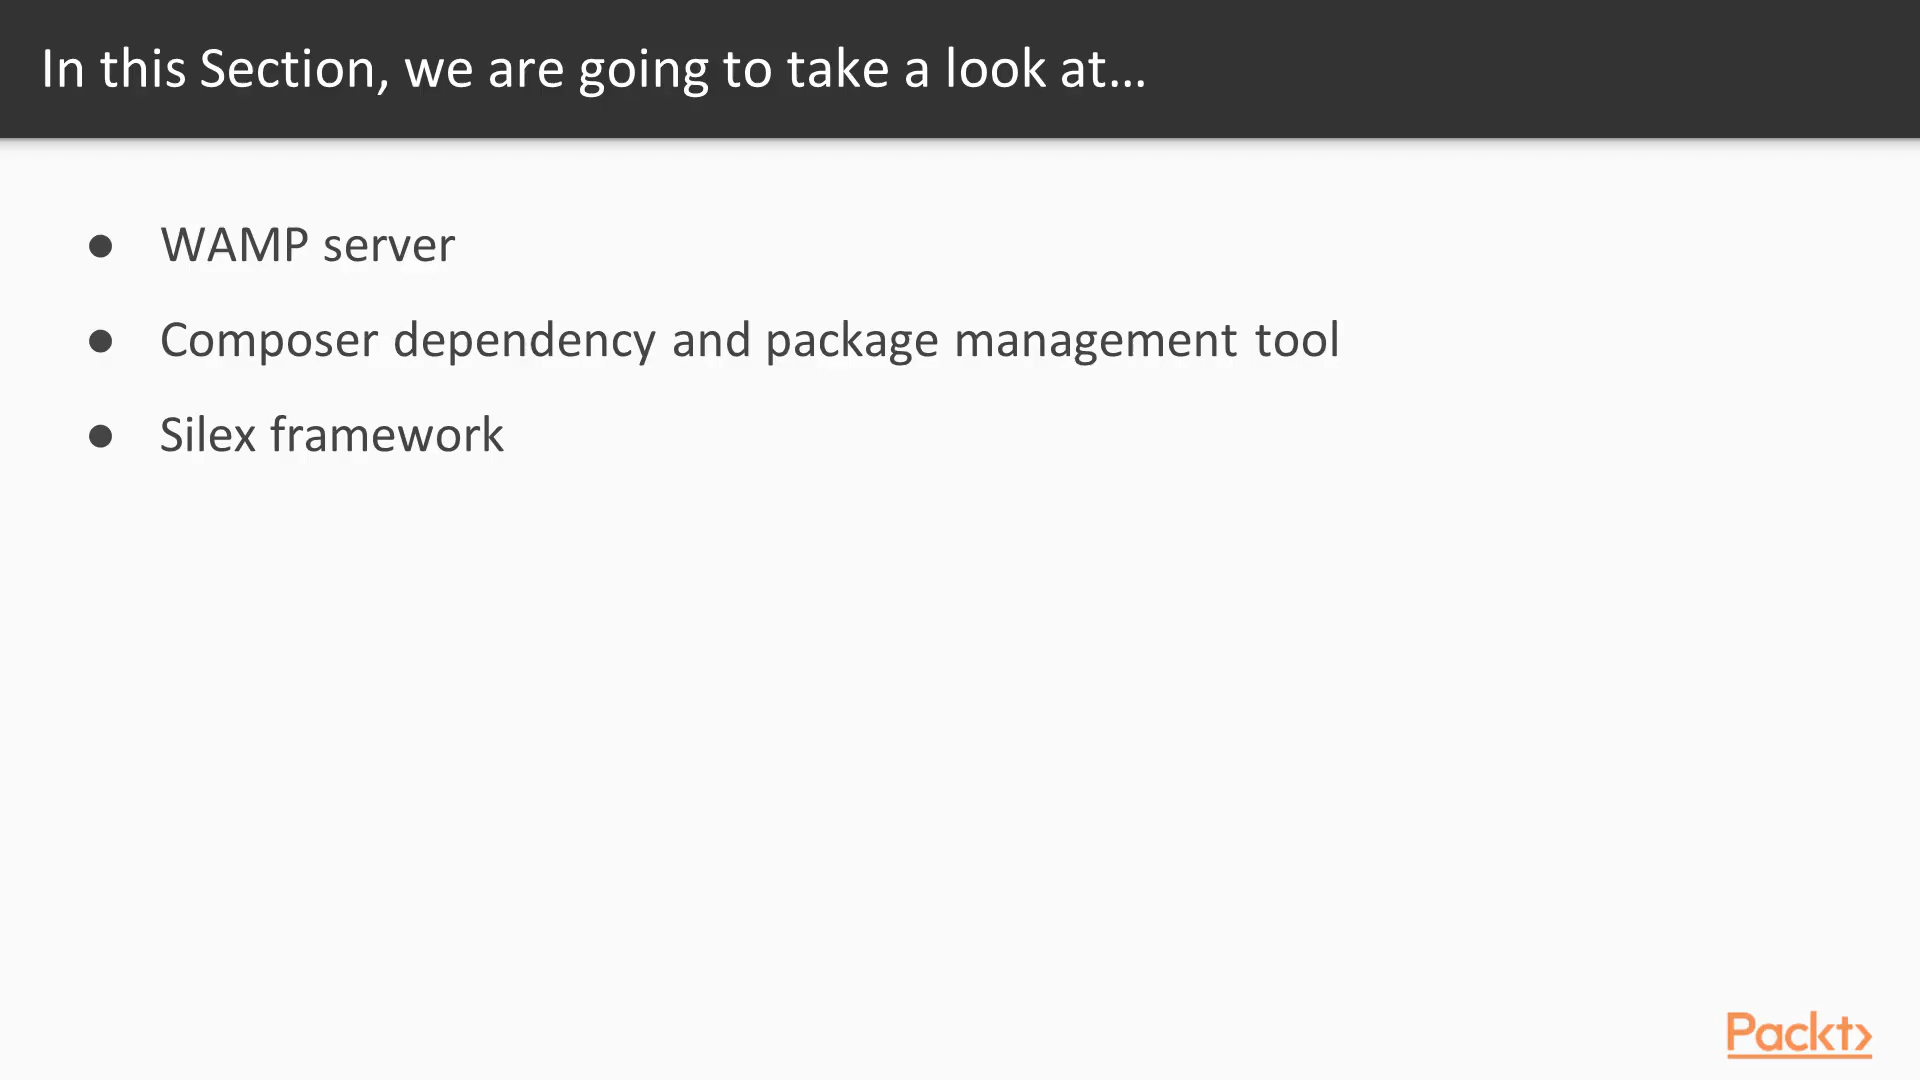 In this Section, we are going to take a look at...
● WAMP server
● Composer dependency and package management tool
● Silex framework
Packt>